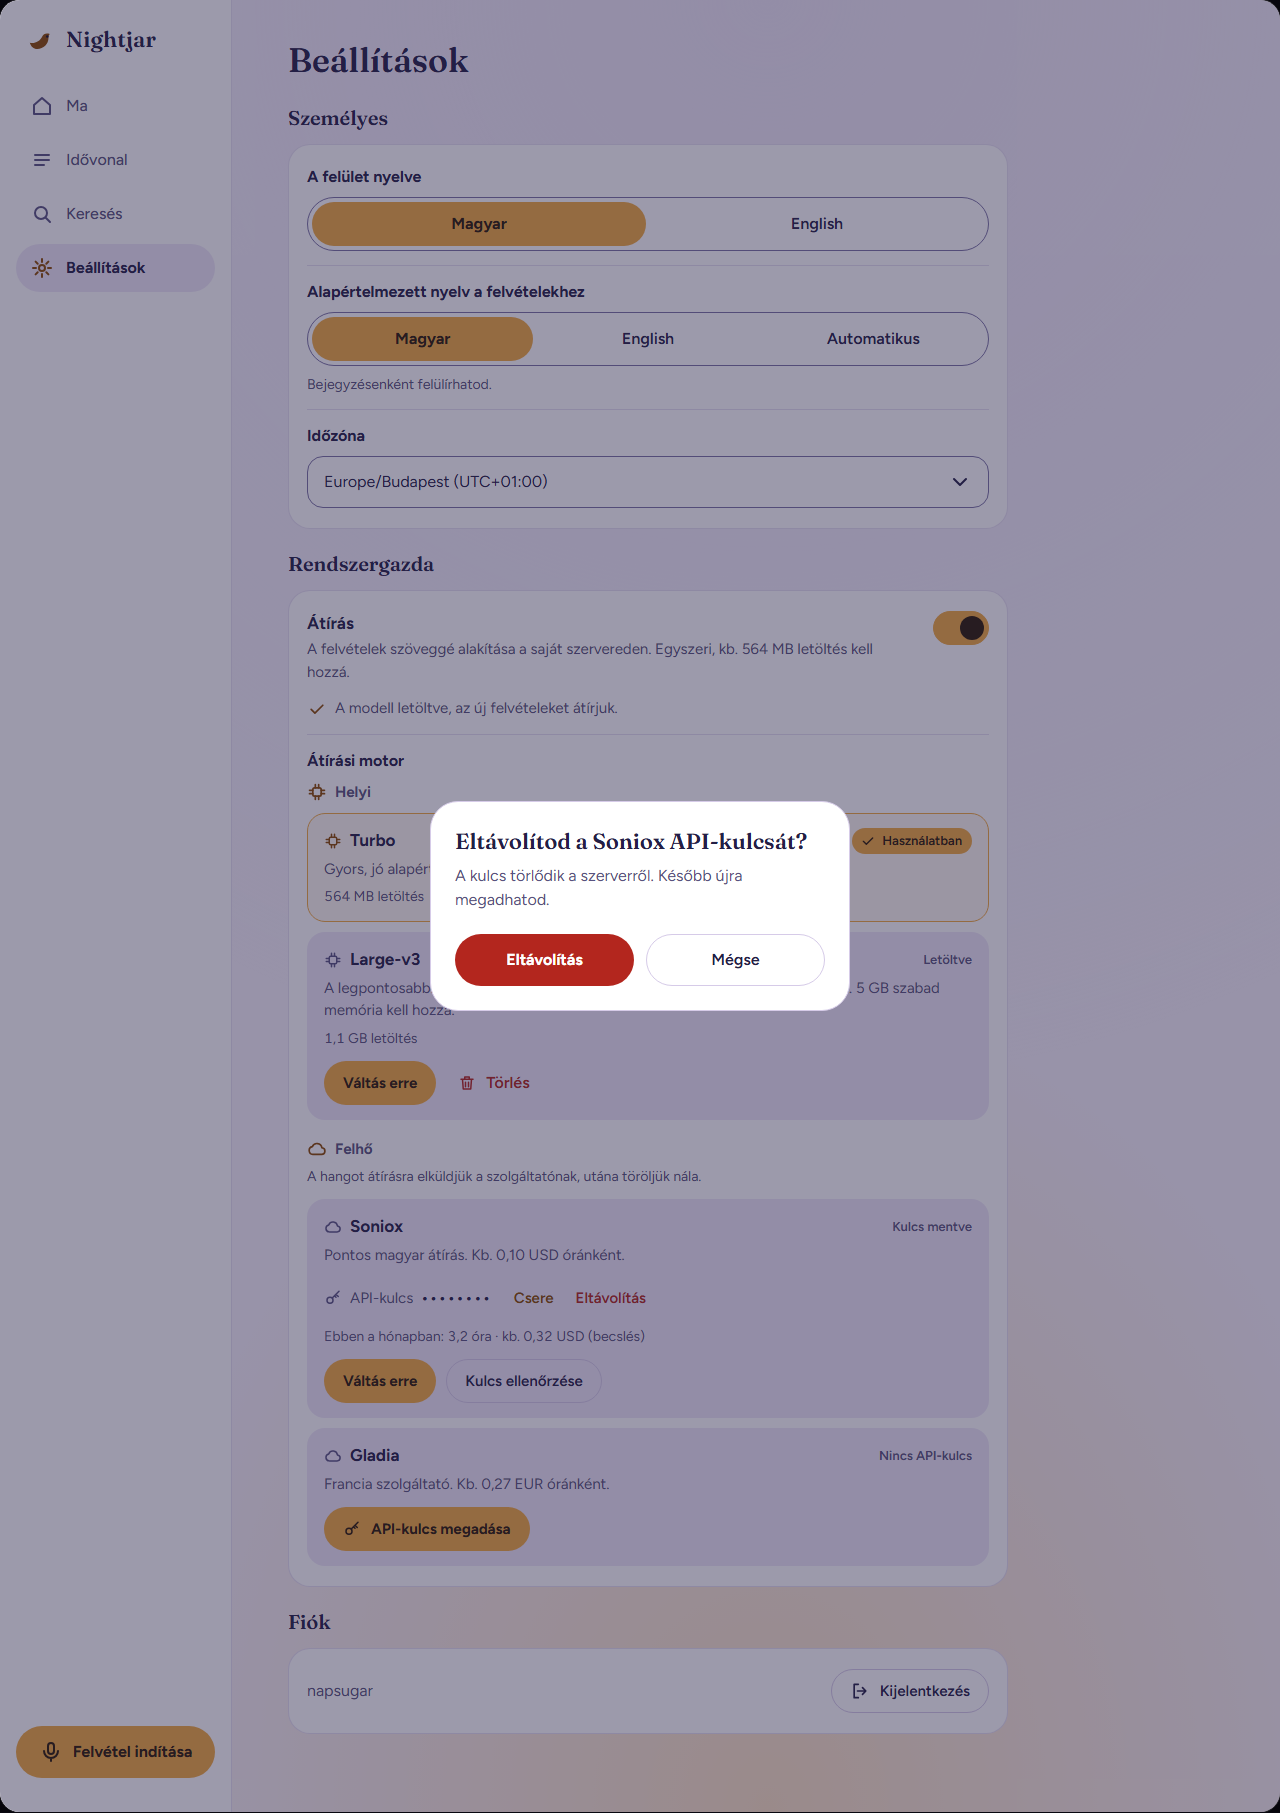 Nightjar
Ma
Idővonal
Keresés
Beállítások
Felvétel indítása
Beállítások
Személyes
A felület nyelve
Magyar English
Alapértelmezett nyelv a felvételekhez
Magyar English Automatikus
Bejegyzésenként felülírhatod.
Időzóna
Europe/Budapest (UTC+01:00)
Rendszergazda
Átírás
A felvételek szöveggé alakítása a saját szervereden. Egyszeri, kb. 564 MB letöltés kell
hozzá.
A modell letöltve, az új felvételeket átírjuk.
Átírási motor
Helyi
Turbo Használatban
Gyors, jó
564 MB letöltés
Eltávolítod a Soniox API-kulcsát?
A kulcs törlődik a szerverről. Később újra
megadhatod.
Eltávolítás Mégse
Large-v3 Letöltve
A legpontosabb 5 GB szabad
memória kell hozzá.
1,1 GB letöltés
Váltás erre Törlés
Felhő
A hangot átírásra elküldjük a szolgáltatónak, utána töröljük nála.
Soniox Kulcs mentve
Pontos magyar átírás. Kb. 0,10 USD óránként.
API-kulcs •••••••• Csere Eltávolítás
Ebben a hónapban: 3,2 óra · kb. 0,32 USD (becslés)
Váltás erre Kulcs ellenőrzése
Gladia Nincs API-kulcs
Francia szolgáltató. Kb. 0,27 EUR óránként.
API-kulcs megadása
Fiók
napsugar Kijelentkezés